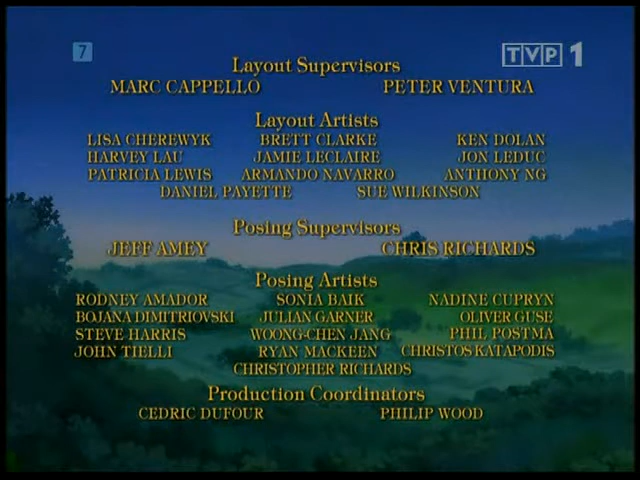 7
TVP 1
Layout Supervisors
MARC CAPPELLO PETER VENTURA
Layout Artists
LISA CHEREWYK BRETT CLARKE KEN DOLAN
HARVEY LAU JAMIE LECLAIRE JON LEDUC
PATRICIA LEWIS ARMANDO NAVARRO ANTHONY NG
DANIEL PAYETTE SUE WILKINSON
Posing Supervisors
JEFF AMEY CHRIS RICHARDS
Posing Artists
RODNEY AMADOR SONIA BAIK NADINE CUPRYN
BOJANA DIMITRIOVSKI JULIAN GARNER OLIVER GUSE
STEVE HARRIS WOONG-CHEN JANG PHIL POSTMA
JOHN TIELLI RYAN MACKEEN CHRISTOS KATAPODIS
CHRISTOPHER RICHARDS
Production Coordinators
CEDRIC DUFOUR PHILIP WOOD